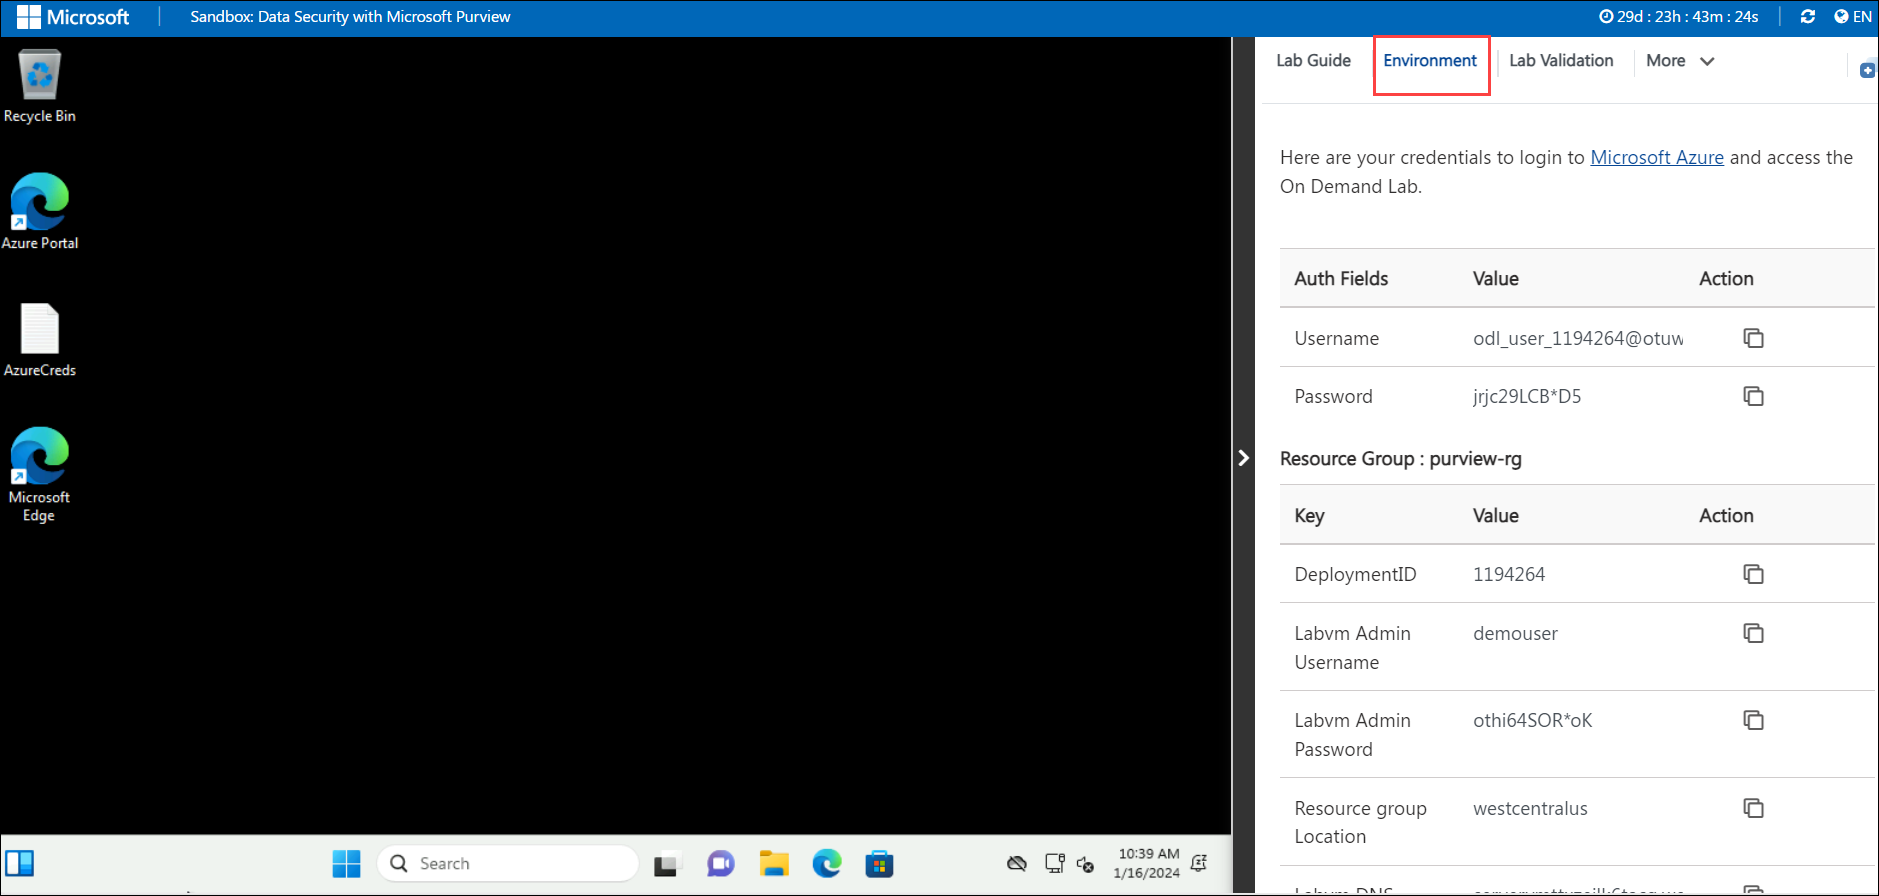 Microsoft
Sandbox: Data Security with Microsoft Purview
29d : 23h : 43m : 24s
EN
Recycle Bin
Azure Portal
AzureCreds
Microsoft
Edge
Lab Guide
Environment
Lab Validation
More
Here are your credentials to login to Microsoft Azure and access the
On Demand Lab.
Auth Fields Value Action
Username odl_user_1194264@otuw
Password jrjc29LCB*D5
Resource Group : purview-rg
Key Value Action
DeploymentID 1194264
Labvm Admin demouser
Username
Labvm Admin othi64SOR*oK
Password
Resource group westcentralus
Location
Labvm DNS
Search
10:39 AM
1/16/2024